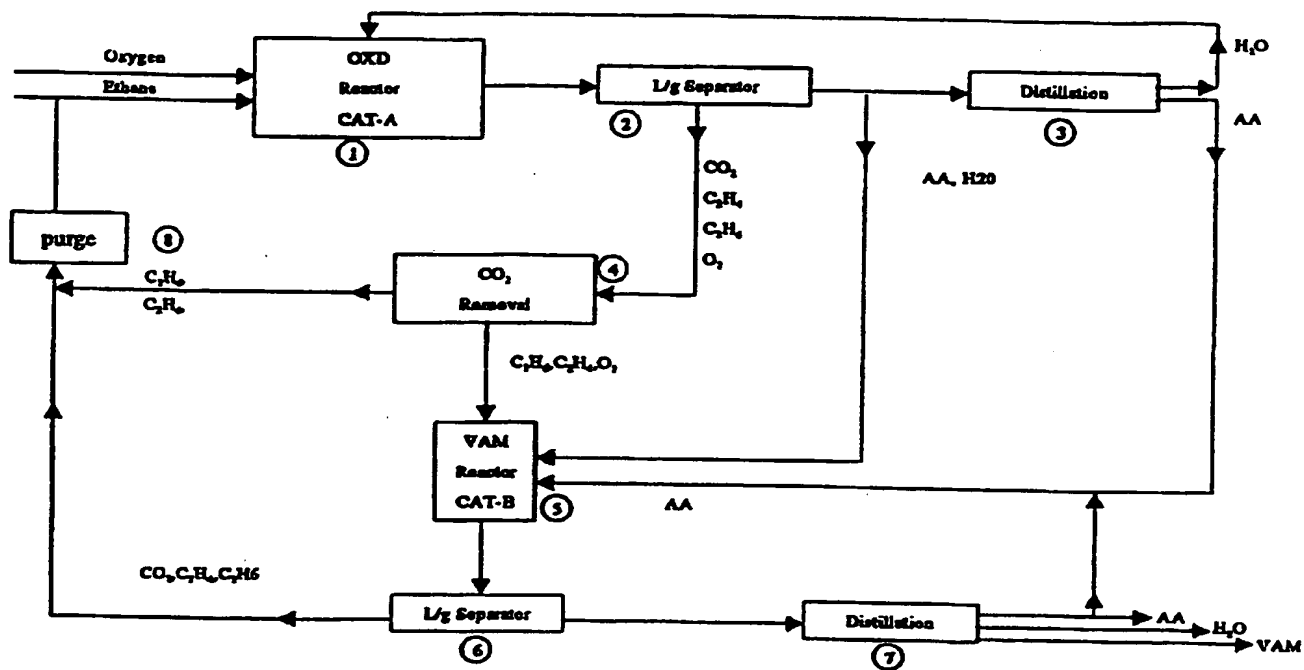 Oxygen
Ethane
OXD
Reactor
CAT-A
①
L/g Separator
②
Distillation
③
H₂O
AA
CO₂
C₂H₄
C₂H₆
O₂
AA, H20
purge
⑧
C₂H₆,
C₂H₄,
CO₂
Removal
④
C₂H₆,C₂H₄,O₂
VAM
Reactor
CAT-B
⑤
AA
CO₂,C₂H₄,C₂H6
L/g Separator
⑥
Distillation
⑦
AA
H₂O
VAM